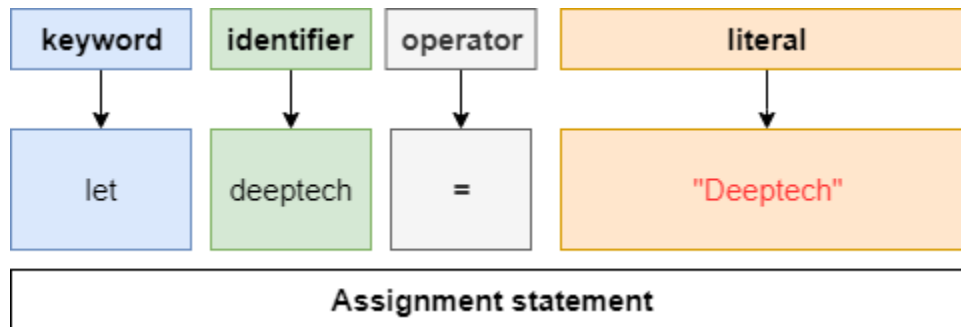 keyword identifier operator literal
let deeptech = "Deeptech"
Assignment statement